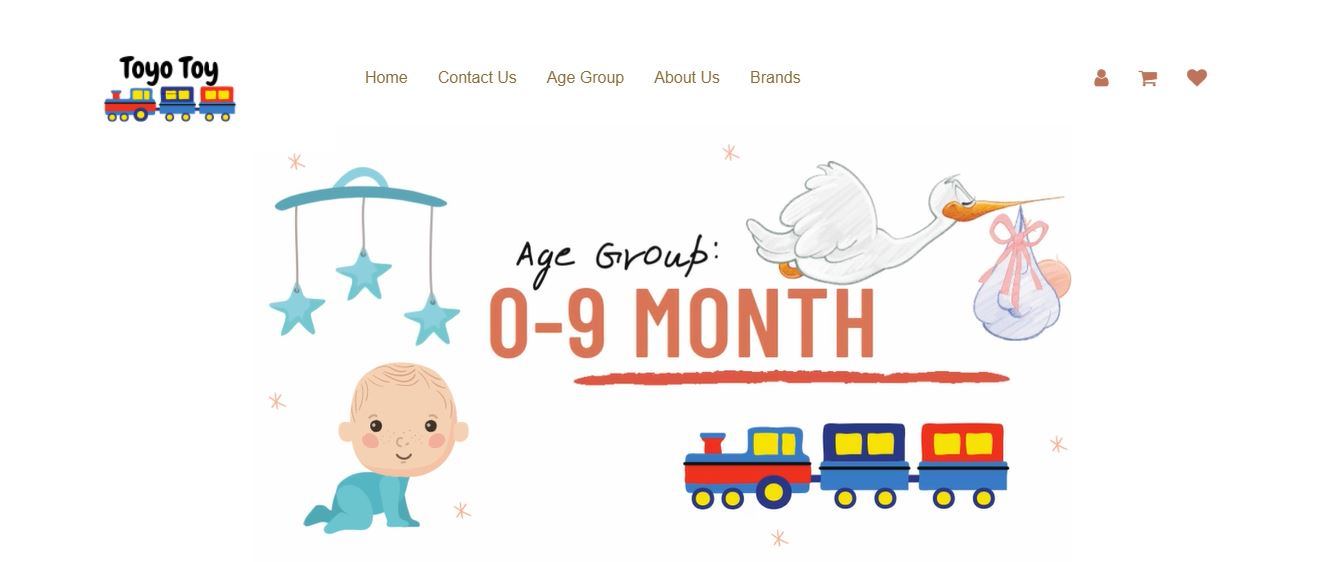 Toyo Toy
Home Contact Us Age Group About Us Brands
Age Group:
0-9 MONTH